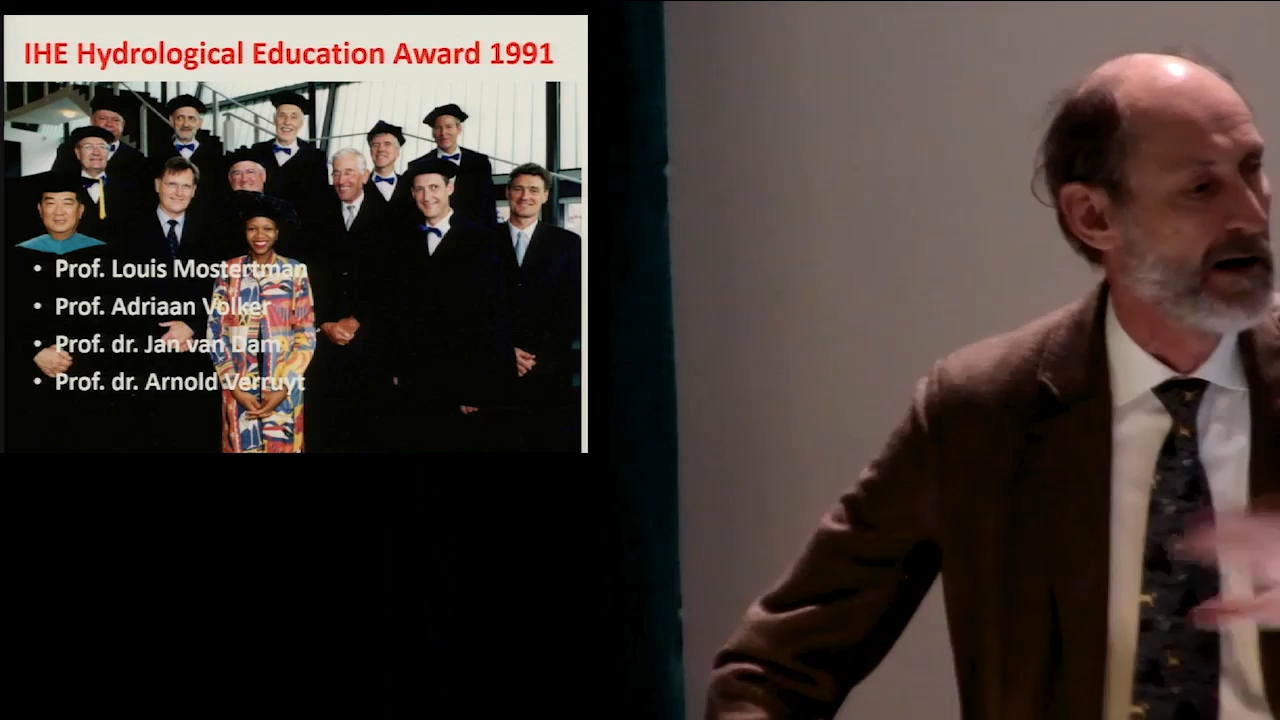 IHE Hydrological Education Award 1991
• Prof. Louis Mostertman
• Prof. Adriaan Volker
• Prof. dr. Jan van Dam
• Prof. dr. Arnold Verruyt